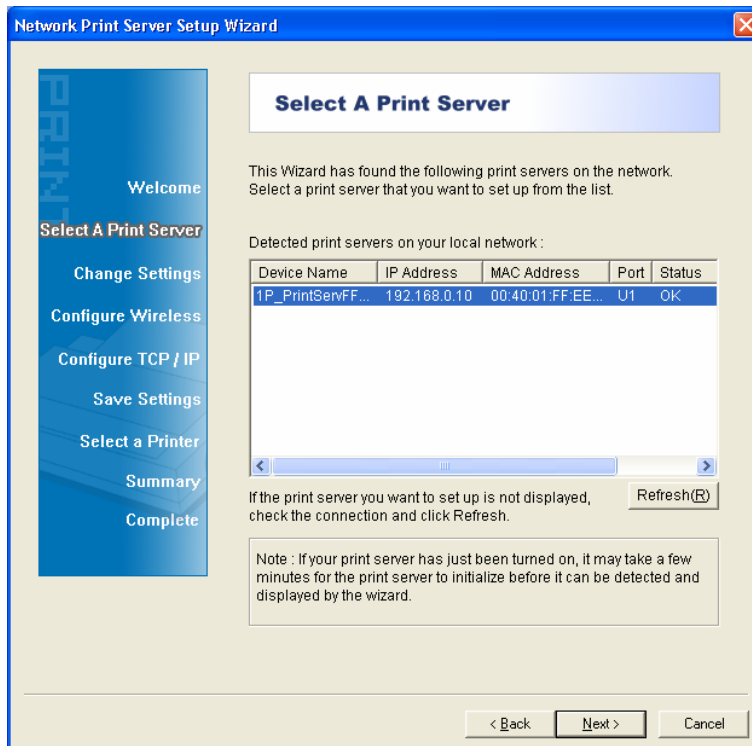 Network Print Server Setup Wizard
PRINT
Welcome
Select A Print Server
Change Settings
Configure Wireless
Configure TCP / IP
Save Settings
Select a Printer
Summary
Complete
Select A Print Server
This Wizard has found the following print servers on the network.
Select a print server that you want to set up from the list.
Detected print servers on your local network :
Device Name IP Address MAC Address Port Status
1P_PrintServFF... 192.168.0.10 00:40:01:FF:EE... U1 OK
If the print server you want to set up is not displayed,
check the connection and click Refresh.
Refresh(R)
Note : If your print server has just been turned on, it may take a few
minutes for the print server to initialize before it can be detected and
displayed by the wizard.
< Back Next > Cancel